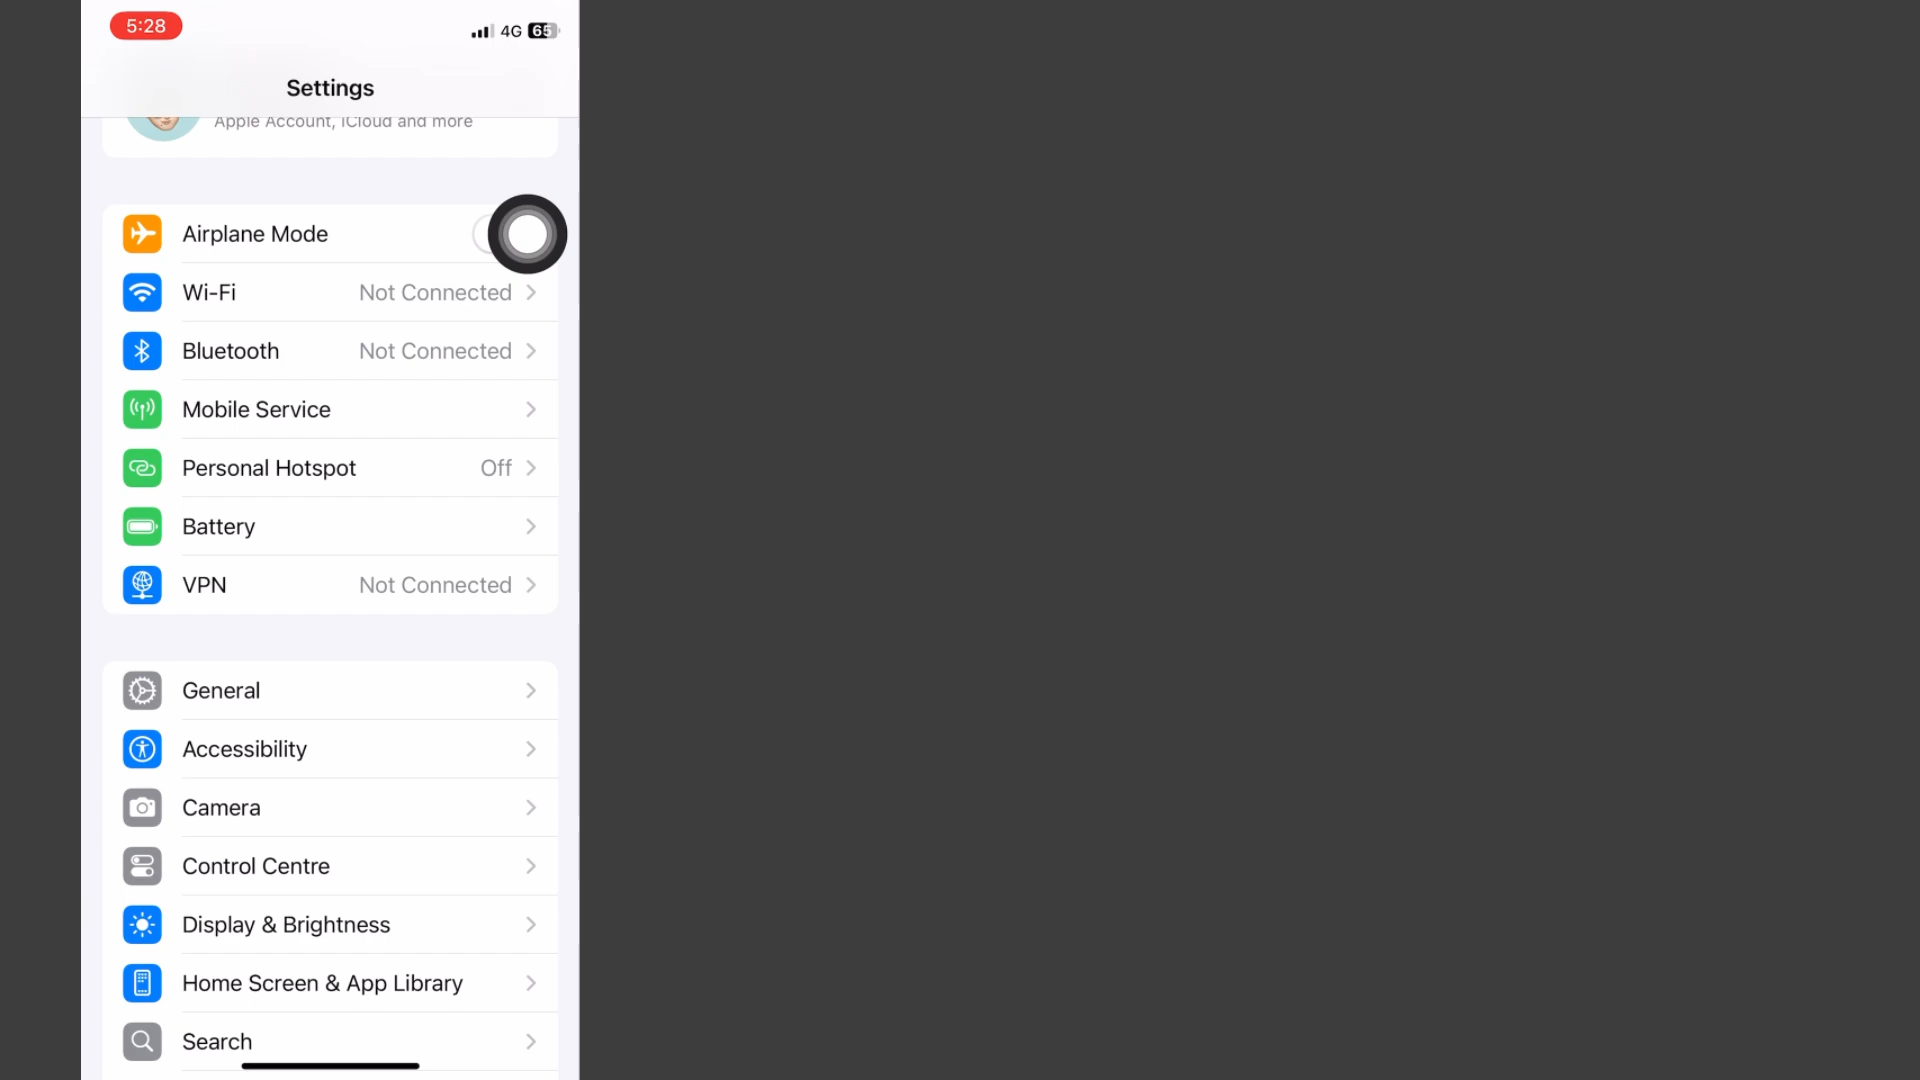 5:28
4G 65
Settings
Apple Account, iCloud and more
Airplane Mode
Wi-Fi Not Connected
Bluetooth Not Connected
Mobile Service
Personal Hotspot Off
Battery
VPN Not Connected
General
Accessibility
Camera
Control Centre
Display & Brightness
Home Screen & App Library
Search